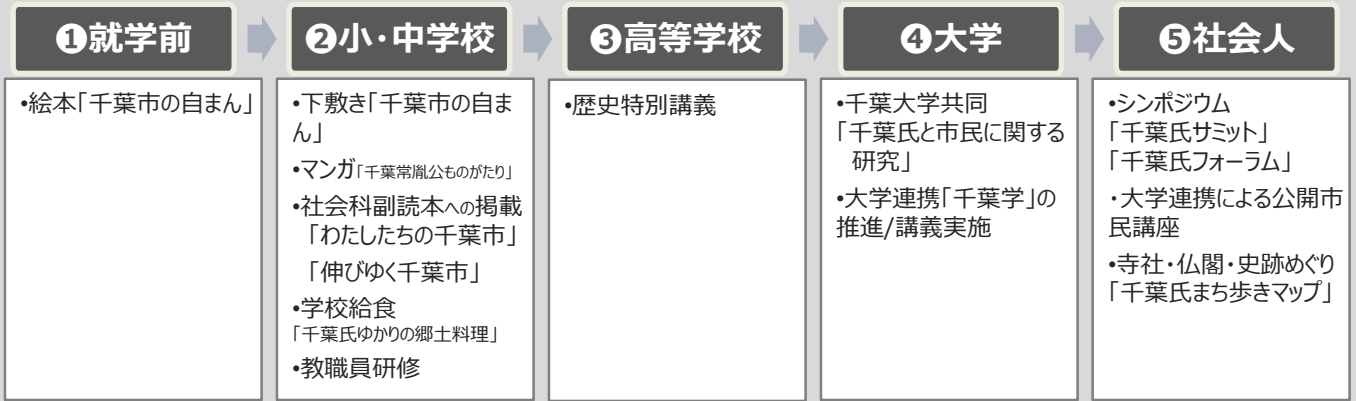 ❶就学前
•絵本「千葉市の自まん」
❷小・中学校
•下敷き「千葉市の自ま
ん」
•マンガ「千葉常胤公ものがたり」
•社会科副読本への掲載
「わたしたちの千葉市」
「伸びゆく千葉市」
•学校給食
「千葉氏ゆかりの郷土料理」
•教職員研修
❸高等学校
•歴史特別講義
❹大学
•千葉大学共同
「千葉氏と市民に関する
研究」
•大学連携「千葉学」の
推進/講義実施
❺社会人
•シンポジウム
「千葉氏サミット」
「千葉氏フォーラム」
・大学連携による公開市
民講座
•寺社・仏閣・史跡めぐり
「千葉氏まち歩きマップ」